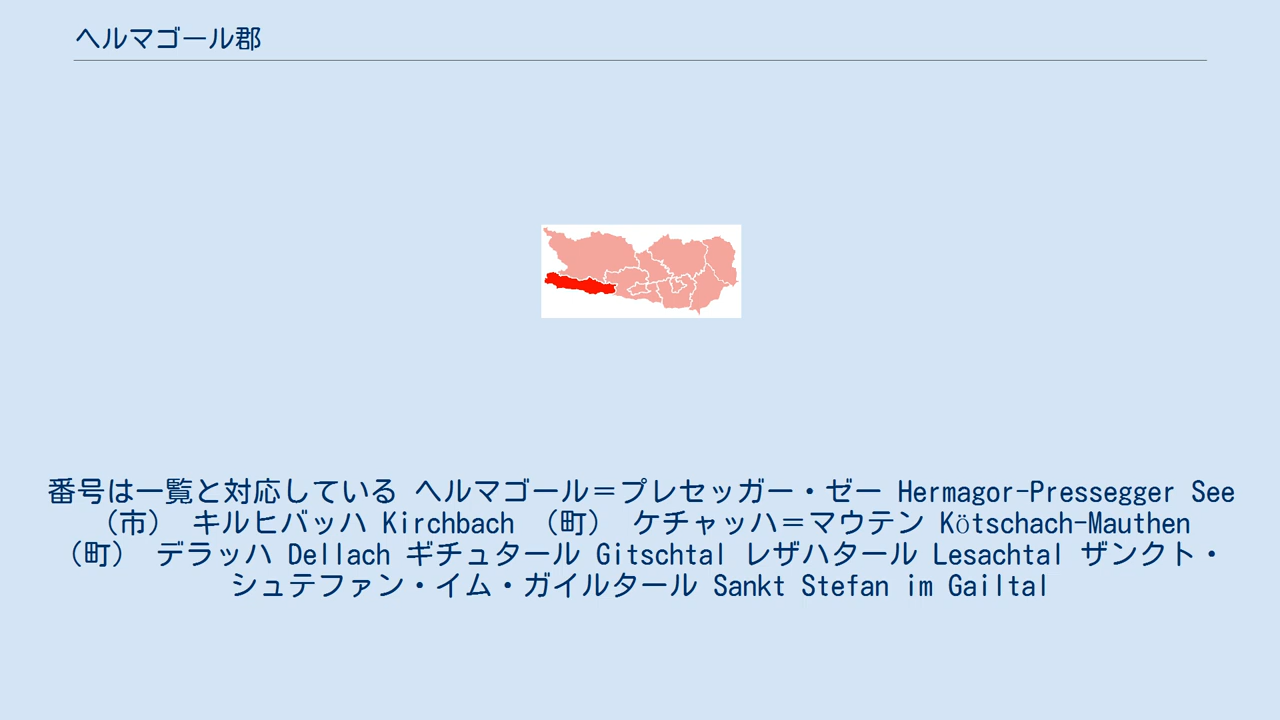 ヘルマゴール郡
番号は一覧と対応している ヘルマゴール＝プレセッガー・ゼー Hermagor-Pressegger See
（市） キルヒバッハ Kirchbach （町） ケチャッハ＝マウテン Kötschach-Mauthen
（町） デラッハ Dellach ギチュタール Gitschtal レザハタール Lesachtal ザンクト・
シュテファン・イム・ガイルタール Sankt Stefan im Gailtal